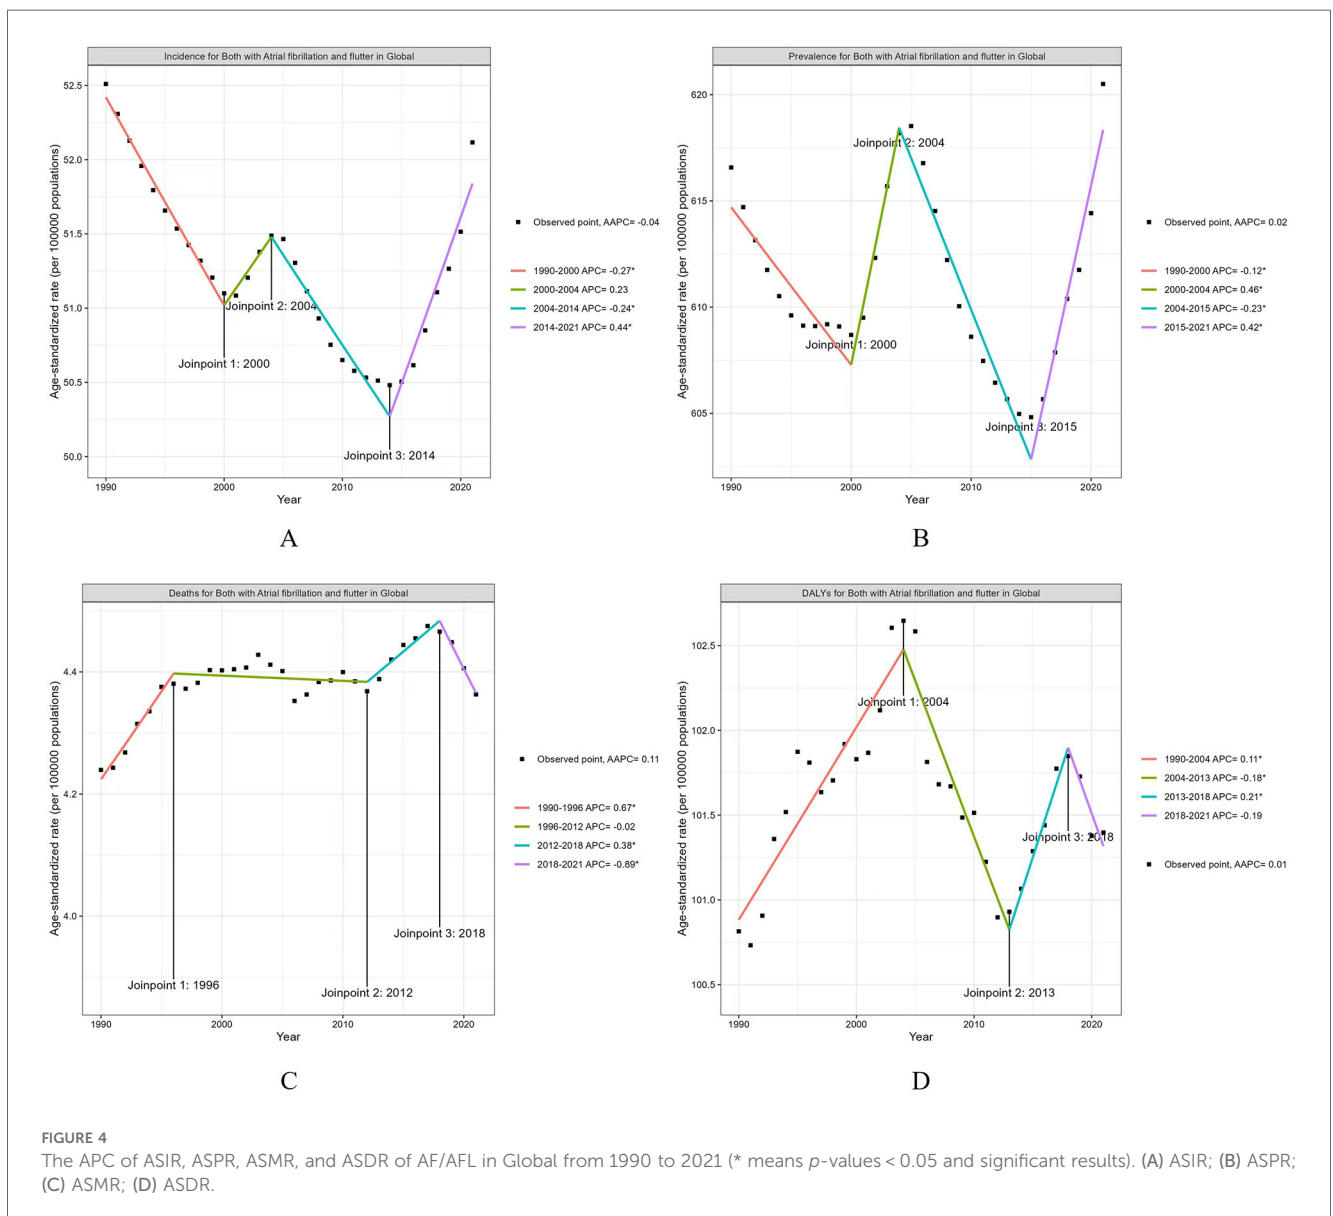 Incidence for Both with Atrial fibrillation and flutter in Global
Age-standardized rate (per 100000 populations)
52.5
52.0
51.5
51.0
50.5
50.0
Joinpoint 1: 2000
Joinpoint 2: 2004
Joinpoint 3: 2014
1990
2000
2010
2020
Year
Observed point, AAPC= -0.04
1990-2000 APC= -0.27*
2000-2004 APC= 0.23
2004-2014 APC= -0.24*
2014-2021 APC= 0.44*
A
Prevalence for Both with Atrial fibrillation and flutter in Global
Age-standardized rate (per 100000 populations)
620
615
610
605
Joinpoint 1: 2000
Joinpoint 2: 2004
Joinpoint 3: 2015
1990
2000
2010
2020
Year
Observed point, AAPC= 0.02
1990-2000 APC= -0.12*
2000-2004 APC= 0.46*
2004-2015 APC= -0.23*
2015-2021 APC= 0.42*
B
Deaths for Both with Atrial fibrillation and flutter in Global
Age-standardized rate (per 100000 populations)
4.4
4.2
4.0
Joinpoint 1: 1996
Joinpoint 2: 2012
Joinpoint 3: 2018
1990
2000
2010
2020
Year
Observed point, AAPC= 0.11
1990-1996 APC= 0.67*
1996-2012 APC= -0.02
2012-2018 APC= 0.38*
2018-2021 APC= -0.89*
C
DALYs for Both with Atrial fibrillation and flutter in Global
Age-standardized rate (per 100000 populations)
102.5
102.0
101.5
101.0
100.5
Joinpoint 1: 2004
Joinpoint 2: 2013
Joinpoint 3: 2018
1990
2000
2010
2020
Year
1990-2004 APC= 0.11*
2004-2013 APC= -0.18*
2013-2018 APC= 0.21*
2018-2021 APC= -0.19
Observed point, AAPC= 0.01
D
FIGURE 4
The APC of ASIR, ASPR, ASMR, and ASDR of AF/AFL in Global from 1990 to 2021 (* means p-values < 0.05 and significant results). (A) ASIR; (B) ASPR;
(C) ASMR; (D) ASDR.